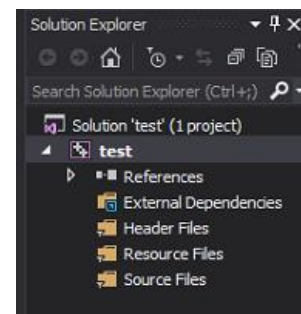 Solution Explorer
Search Solution Explorer (Ctrl+;)
Solution 'test' (1 project)
test
References
External Dependencies
Header Files
Resource Files
Source Files